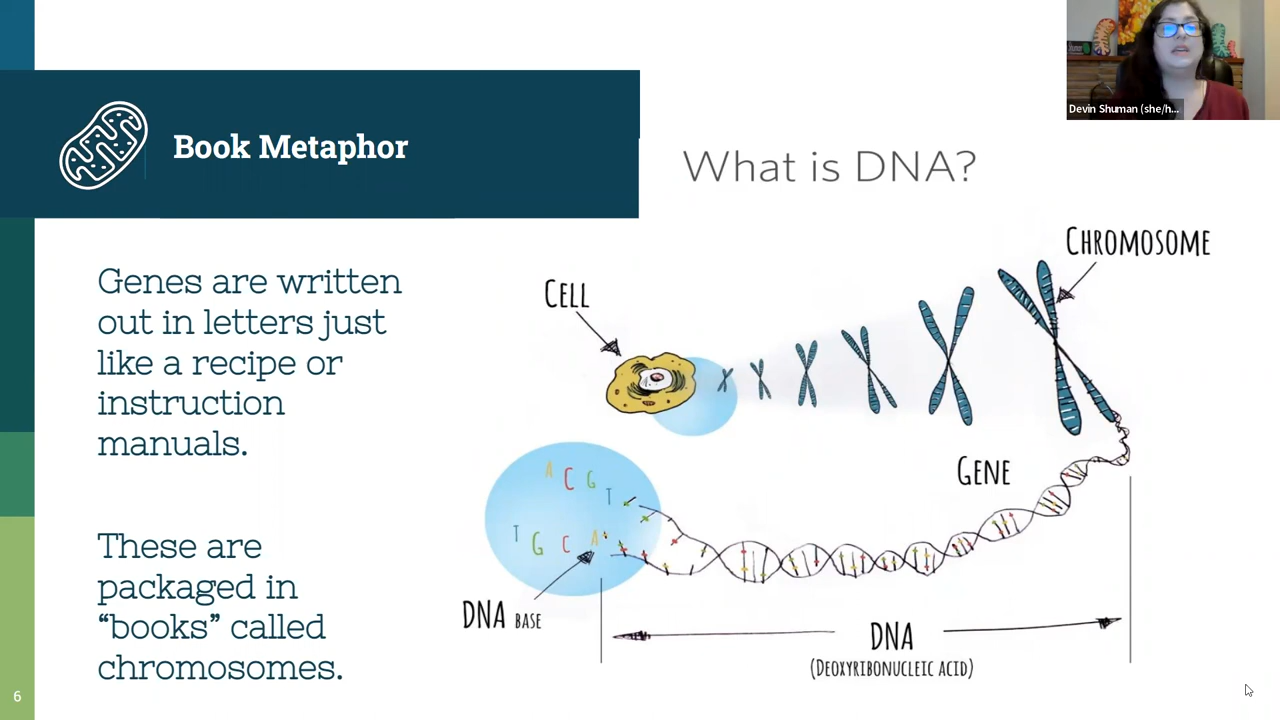 Book Metaphor
Genes are written
out in letters just
like a recipe or
instruction
manuals.
These are
packaged in
“books” called
chromosomes.
6
What is DNA?
CHROMOSOME
CELL
GENE
A C G T
T G C A
DNA BASE
DNA
(DEOXYRIBONUCLEIC ACID)
Devin Shuman (she/h...